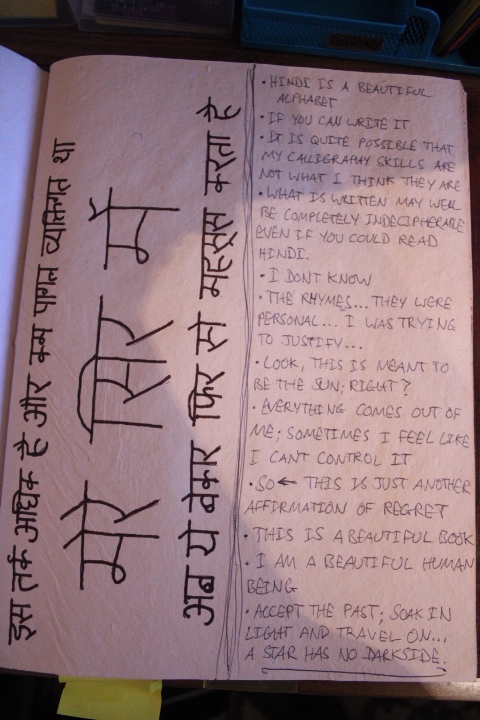 इस तर्क अधिक है और कम पागल व्यक्तिगत था
मेरे सिर में
अब ये बेकार फिर से महसूस करता है
• HINDI IS A BEAUTIFUL
ALPHABET
• IF YOU CAN WRITE IT
• IT IS QUITE POSSIBLE THAT
MY CALLIGRAPHY SKILLS ARE
NOT WHAT I THINK THEY ARE
• WHAT IS WRITTEN MAY WELL
BE COMPLETELY INDECIPHERABLE
EVEN IF YOU COULD READ
HINDI.
• I DONT KNOW
• THE RHYMES... THEY WERE
PERSONAL... I WAS TRYING
TO JUSTIFY...
• LOOK, THIS IS MEANT TO
BE THE SUN; RIGHT?
• EVERYTHING COMES OUT OF
ME; SOMETIMES I FEEL LIKE
I CANT CONTROL IT
• SO ← THIS IS JUST ANOTHER
AFFIRMATION OF REGRET
• THIS IS A BEAUTIFUL BOOK
• I AM A BEAUTIFUL HUMAN
BEING
• ACCEPT THE PAST; SOAK IN
LIGHT AND TRAVEL ON...
A STAR HAS NO DARKSIDE.